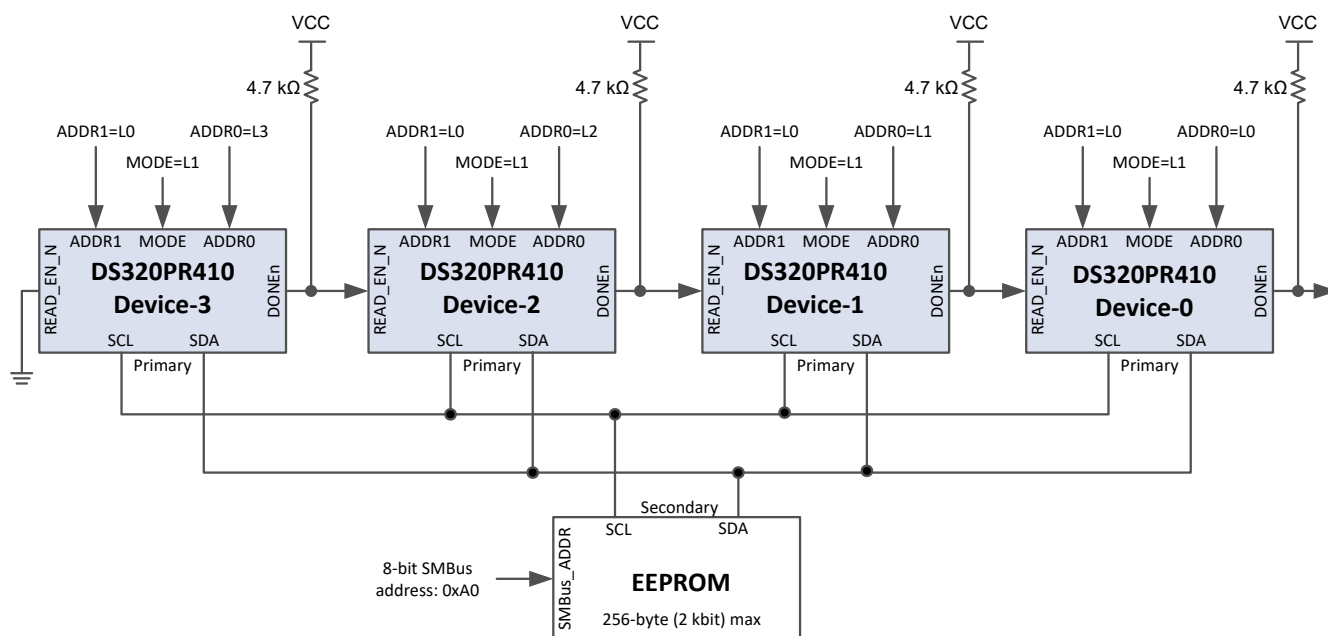 VCC VCC VCC VCC
4.7 kΩ 4.7 kΩ 4.7 kΩ 4.7 kΩ
ADDR1=L0 ADDR0=L3 ADDR1=L0 ADDR0=L2 ADDR1=L0 ADDR0=L1 ADDR1=L0 ADDR0=L0
MODE=L1 MODE=L1 MODE=L1 MODE=L1
ADDR1 MODE ADDR0 ADDR1 MODE ADDR0 ADDR1 MODE ADDR0 ADDR1 MODE ADDR0
READ_EN_N DONEn READ_EN_N DONEn READ_EN_N DONEn READ_EN_N DONEn
DS320PR410 DS320PR410 DS320PR410 DS320PR410
Device-3 Device-2 Device-1 Device-0
SCL SDA SCL SDA SCL SDA SCL SDA
Primary Primary Primary Primary
Secondary
SCL SDA
SMBus_ADDR
8-bit SMBus
address: 0xA0
EEPROM
256-byte (2 kbit) max